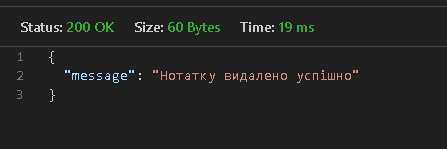 Status: 200 OK Size: 60 Bytes Time: 19 ms
1 {
2 "message": "Нотатку видалено успішно"
3 }